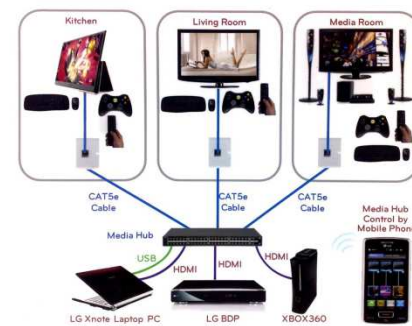 Kitchen
Living Room
Media Room
CAT5e
Cable
CAT5e
Cable
CAT5e
Cable
Media Hub
Media Hub
Control by
Mobile Phone
USB
HDMI
HDMI
HDMI
LG Xnote Laptop PC
LG BDP
XBOX360